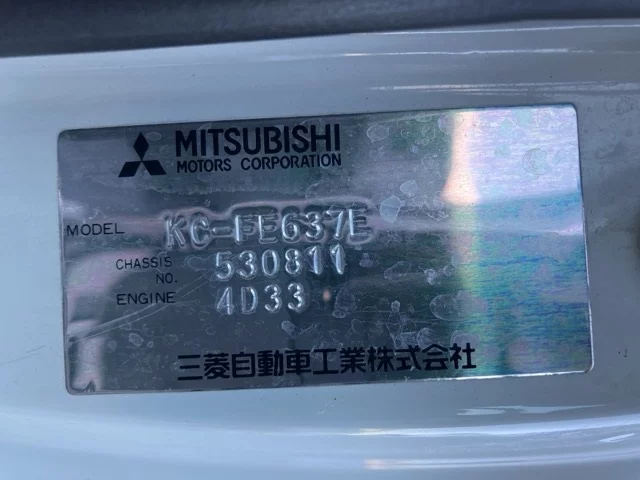 MITSUBISHI
MOTORS CORPORATION
MODEL KC-FE637E
CHASSIS NO. 530811
ENGINE 4D33
三菱自動車工業株式会社